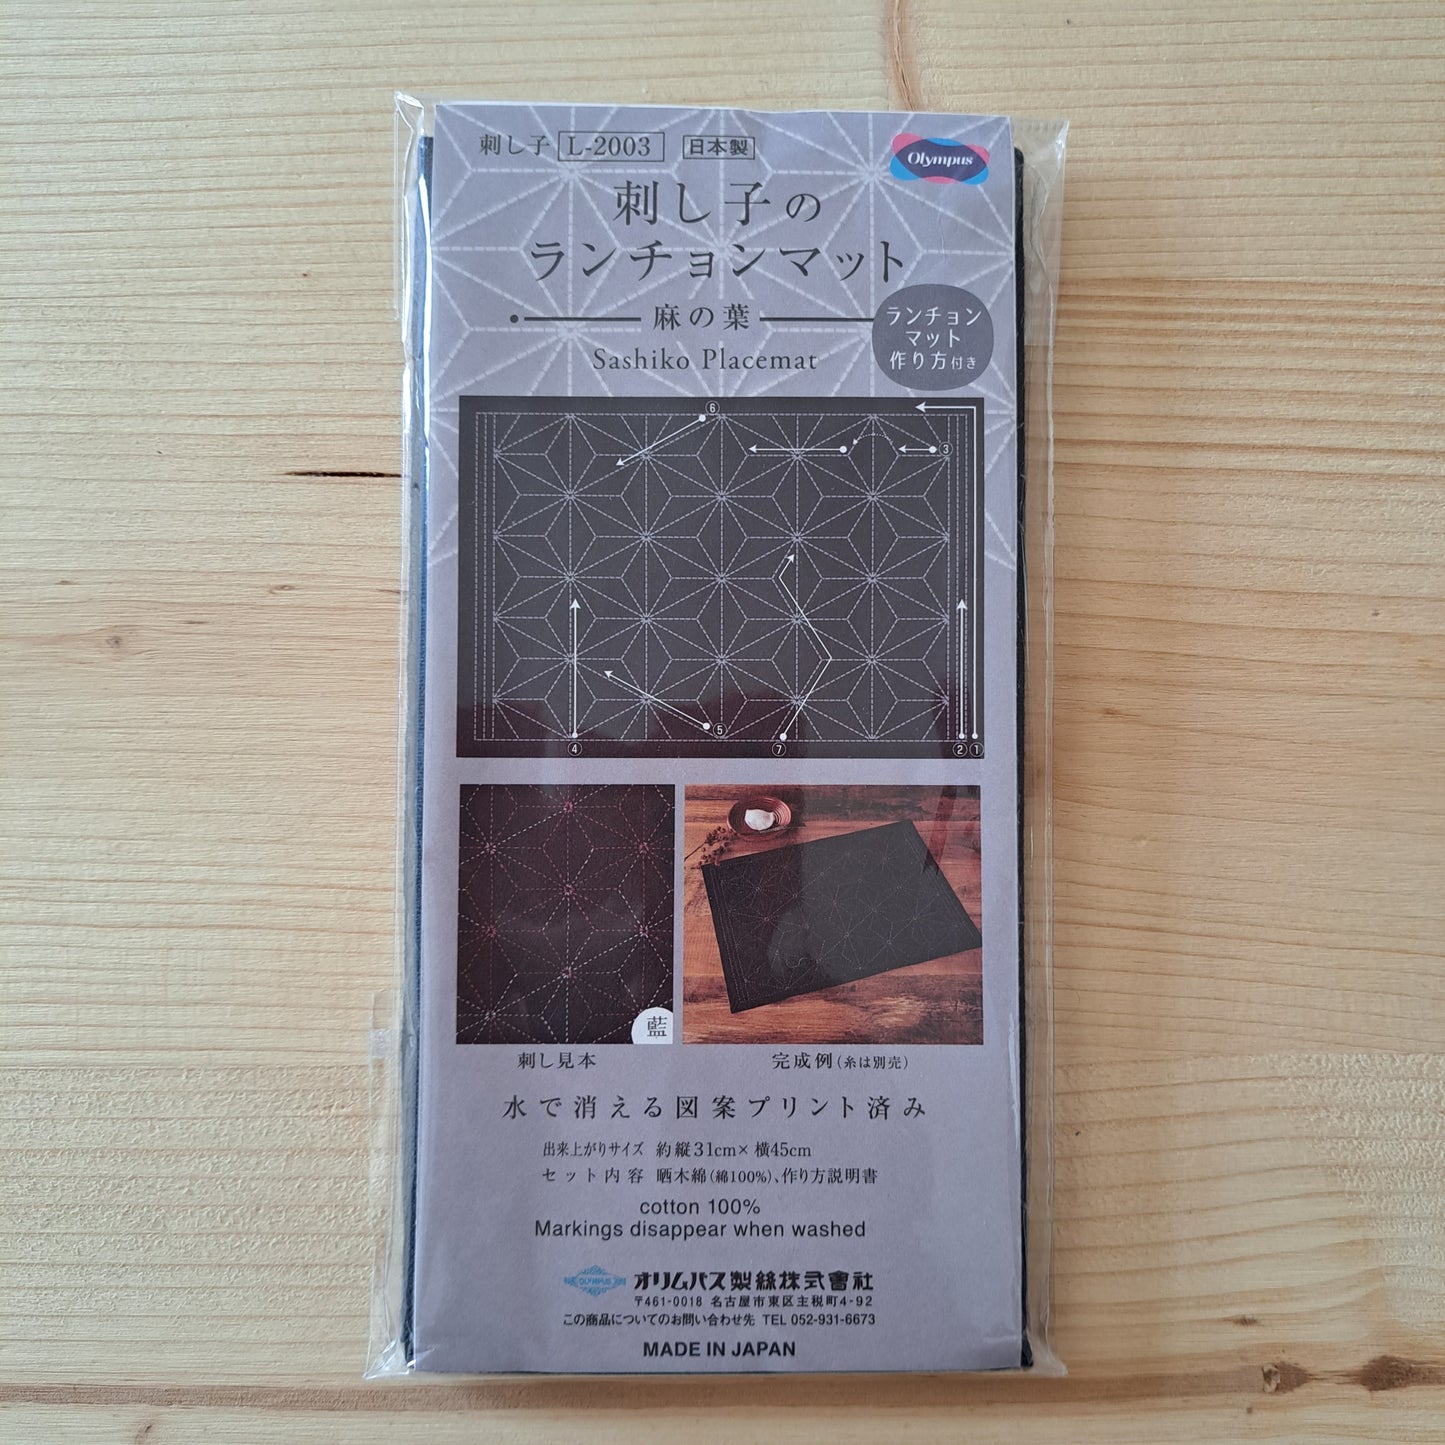 刺し子 L-2003 日本製
Olympus
刺し子の
ランチョンマット
麻の葉
Sashiko Placemat
ランチョン
マット
作り方付き
⑥
③
④
⑤
⑦
②
①
藍
刺し見本
完成例(糸は別売)
水で消える図案プリント済み
出来上がりサイズ 約縦31cm×横45cm
セット内容 晒木綿(綿100%)、作り方説明書
cotton 100%
Markings disappear when washed
OLYMPUS オリムパス製絲株式會社
〒461-0018 名古屋市東区主税町4-92
この商品についてのお問い合わせ先 TEL 052-931-6673
MADE IN JAPAN